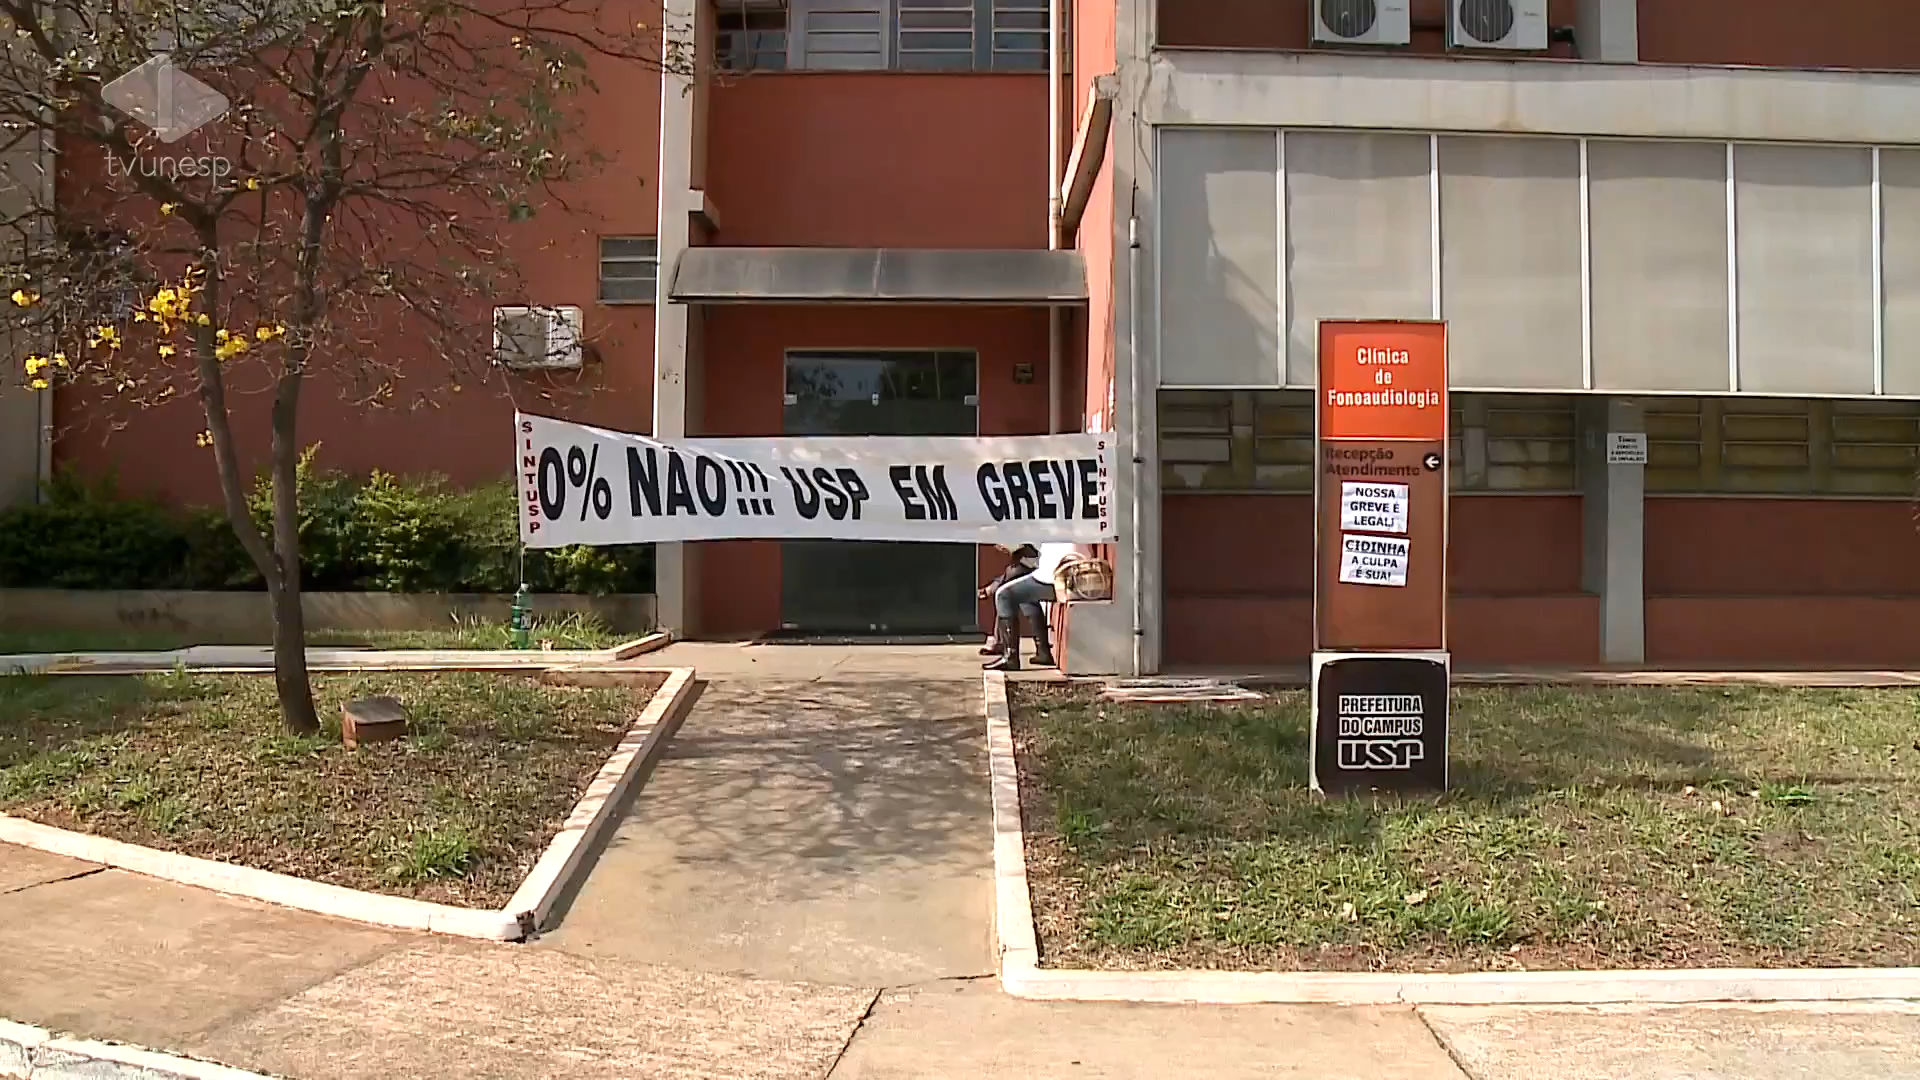 tvunesp
SINTUSP
0% NÃO!!! USP EM GREVE
SINTUSP
Clínica
de
Fonoaudiologia
Recepção
Atendimento
NOSSA
GREVE É
LEGAL!
CIDINHA
A CULPA
É SUA!
PREFEITURA
DO CAMPUS
USP